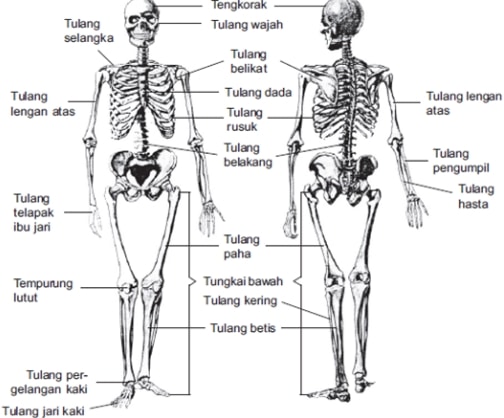 Tengkorak
Tulang
selangka
Tulang wajah
Tulang
belikat
Tulang
lengan atas
Tulang dada
Tulang lengan
atas
Tulang
rusuk
Tulang
belakang
Tulang
pengumpil
Tulang
hasta
Tulang
telapak
ibu jari
Tulang
paha
Tempurung
lutut
Tungkai bawah
Tulang kering
Tulang betis
Tulang per-
gelangan kaki
Tulang jari kaki